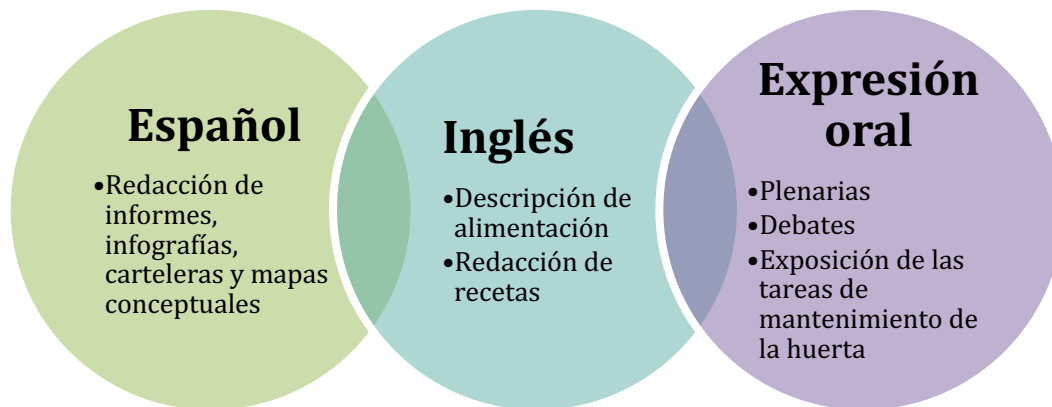 Español
•Redacción de
informes,
infografías,
carteleras y mapas
conceptuales
Inglés
•Descripción de
alimentación
•Redacción de
recetas
Expresión
oral
•Plenarias
•Debates
•Exposición de las
tareas de
mantenimiento de
la huerta